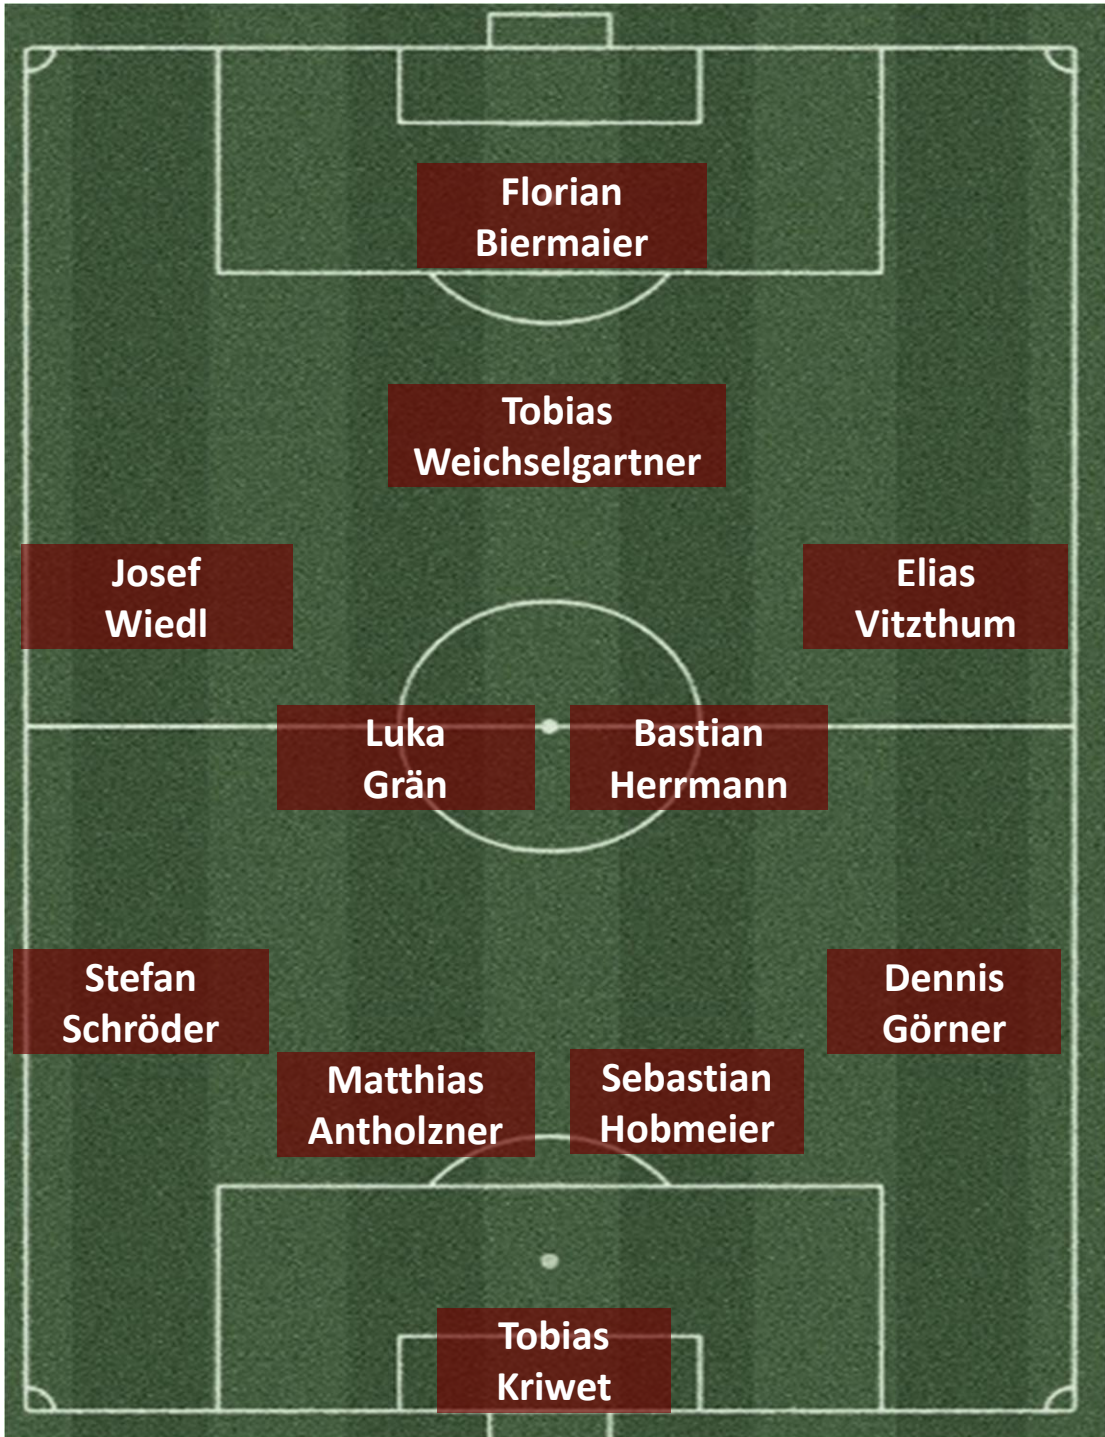 Florian
Biermaier
Tobias
Weichselgartner
Josef
Wiedl
Elias
Vitzthum
Luka
Grän
Bastian
Herrmann
Stefan
Schröder
Dennis
Görner
Matthias
Antholzner
Sebastian
Hobmeier
Tobias
Kriwet